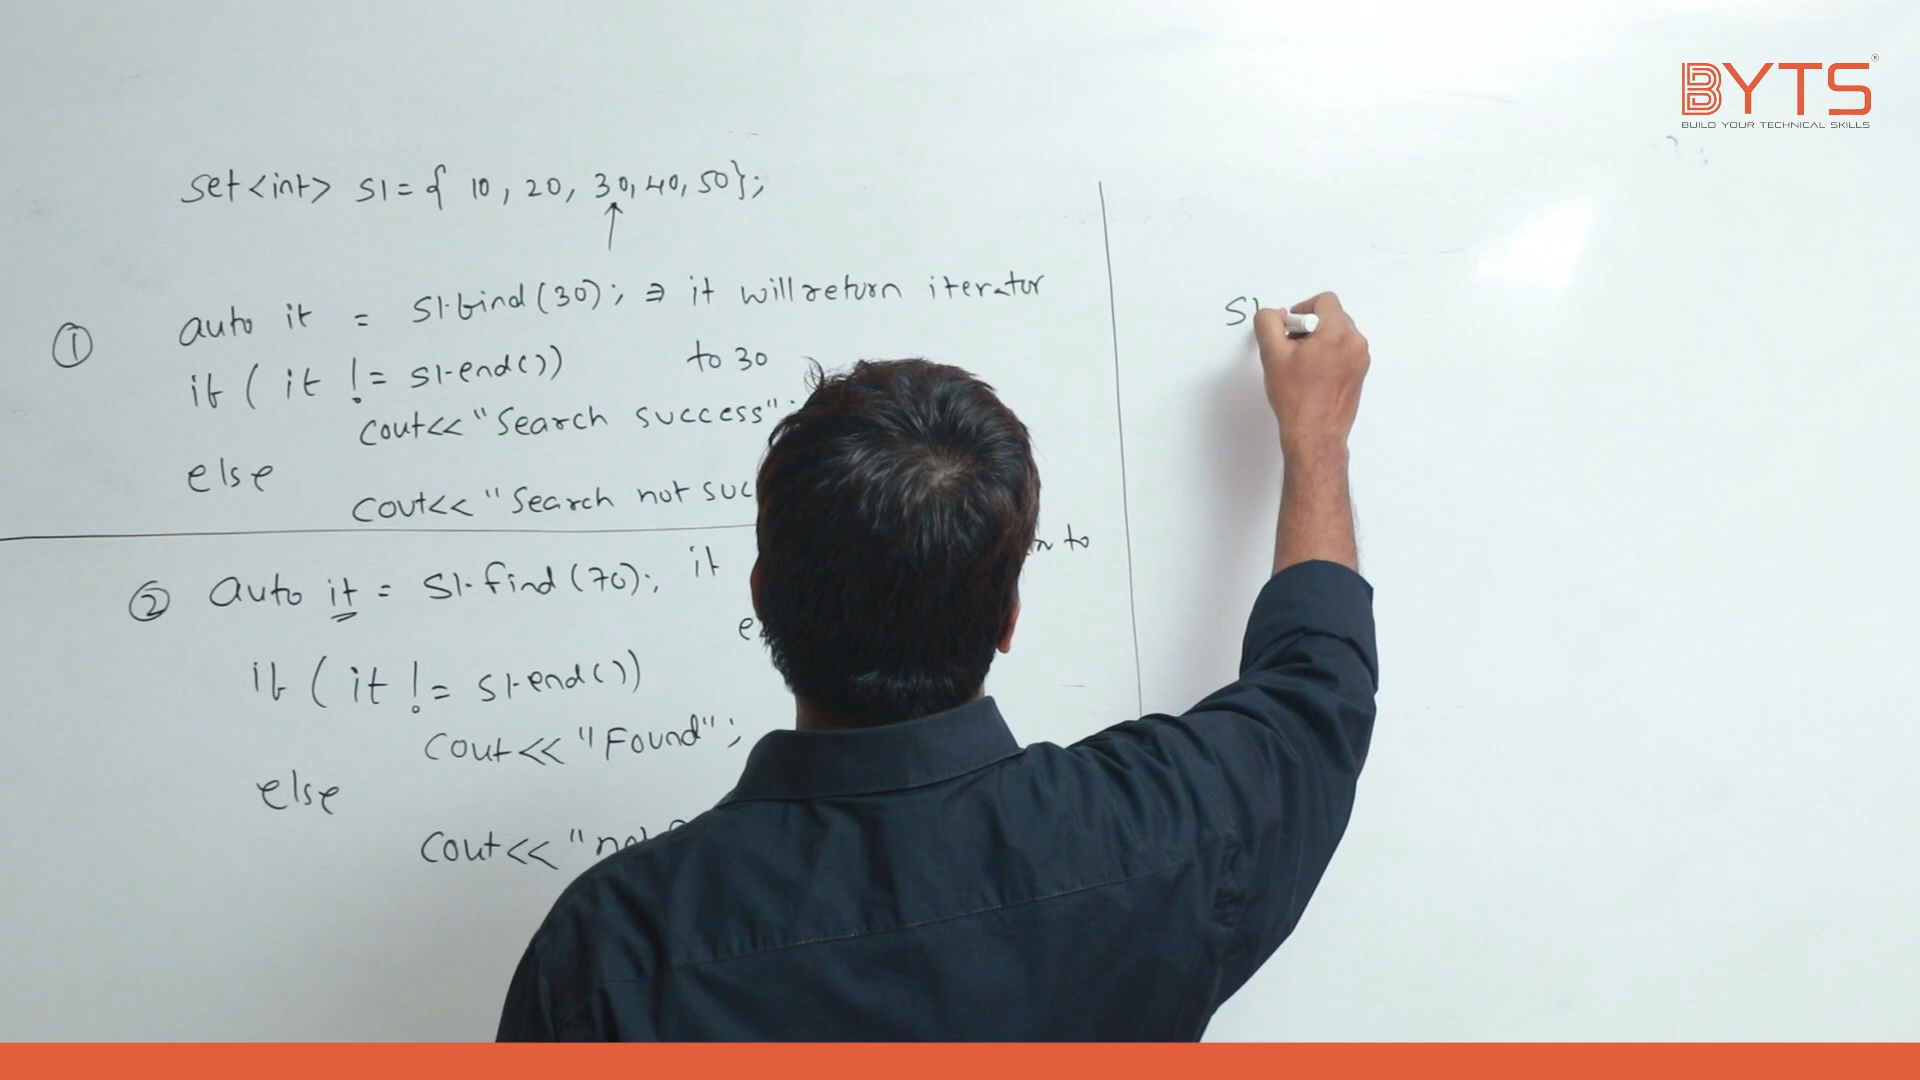 BYTS
BUILD YOUR TECHNICAL SKILLS
set<int> S1 = { 10, 20, 30, 40, 50};
① auto it = S1.find(30); ⇒ it will return iterator
to 30
if ( it != S1.end())
cout<< "Search success"
else
cout<< "Search not suc
② auto it = S1.find(70); it to
if ( it != S1.end())
cout<< "Found";
else
cout<< "not
S1